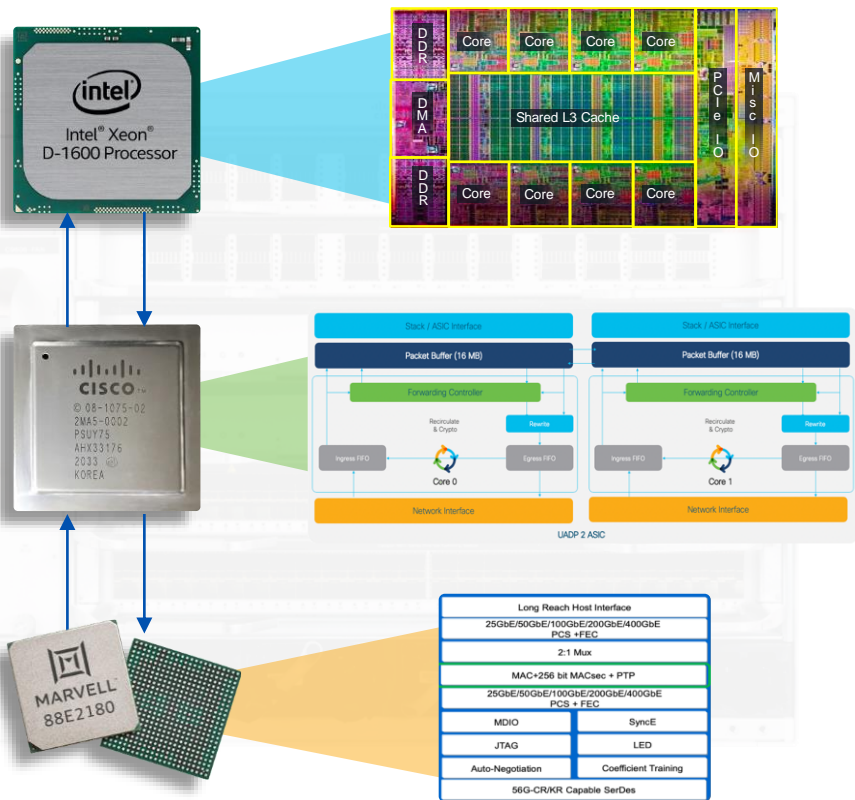 intel
Intel® Xeon®
D-1600 Processor
DDR
DMA
DDR
Core
Core
Core
Core
Shared L3 Cache
Core
Core
Core
Core
PCIe IO
Misc IO
CISCO™
© 08-1075-02
2MA5-0002
PSUY75
AHX33176
2033
KOREA
Stack / ASIC Interface
Packet Buffer (16 MB)
Forwarding Controller
Recirculate
& Crypto
Rewrite
Ingress FIFO
Egress FIFO
Core 0
Network Interface
Stack / ASIC Interface
Packet Buffer (16 MB)
Forwarding Controller
Recirculate
& Crypto
Rewrite
Ingress FIFO
Egress FIFO
Core 1
Network Interface
UADP 2 ASIC
MARVELL
88E2180
Long Reach Host Interface
25GbE/50GbE/100GbE/200GbE/400GbE
PCS +FEC
2:1 Mux
MAC+256 bit MACsec + PTP
25GbE/50GbE/100GbE/200GbE/400GbE
PCS + FEC
MDIO
SyncE
JTAG
LED
Auto-Negotiation
Coefficient Training
56G-CR/KR Capable SerDes